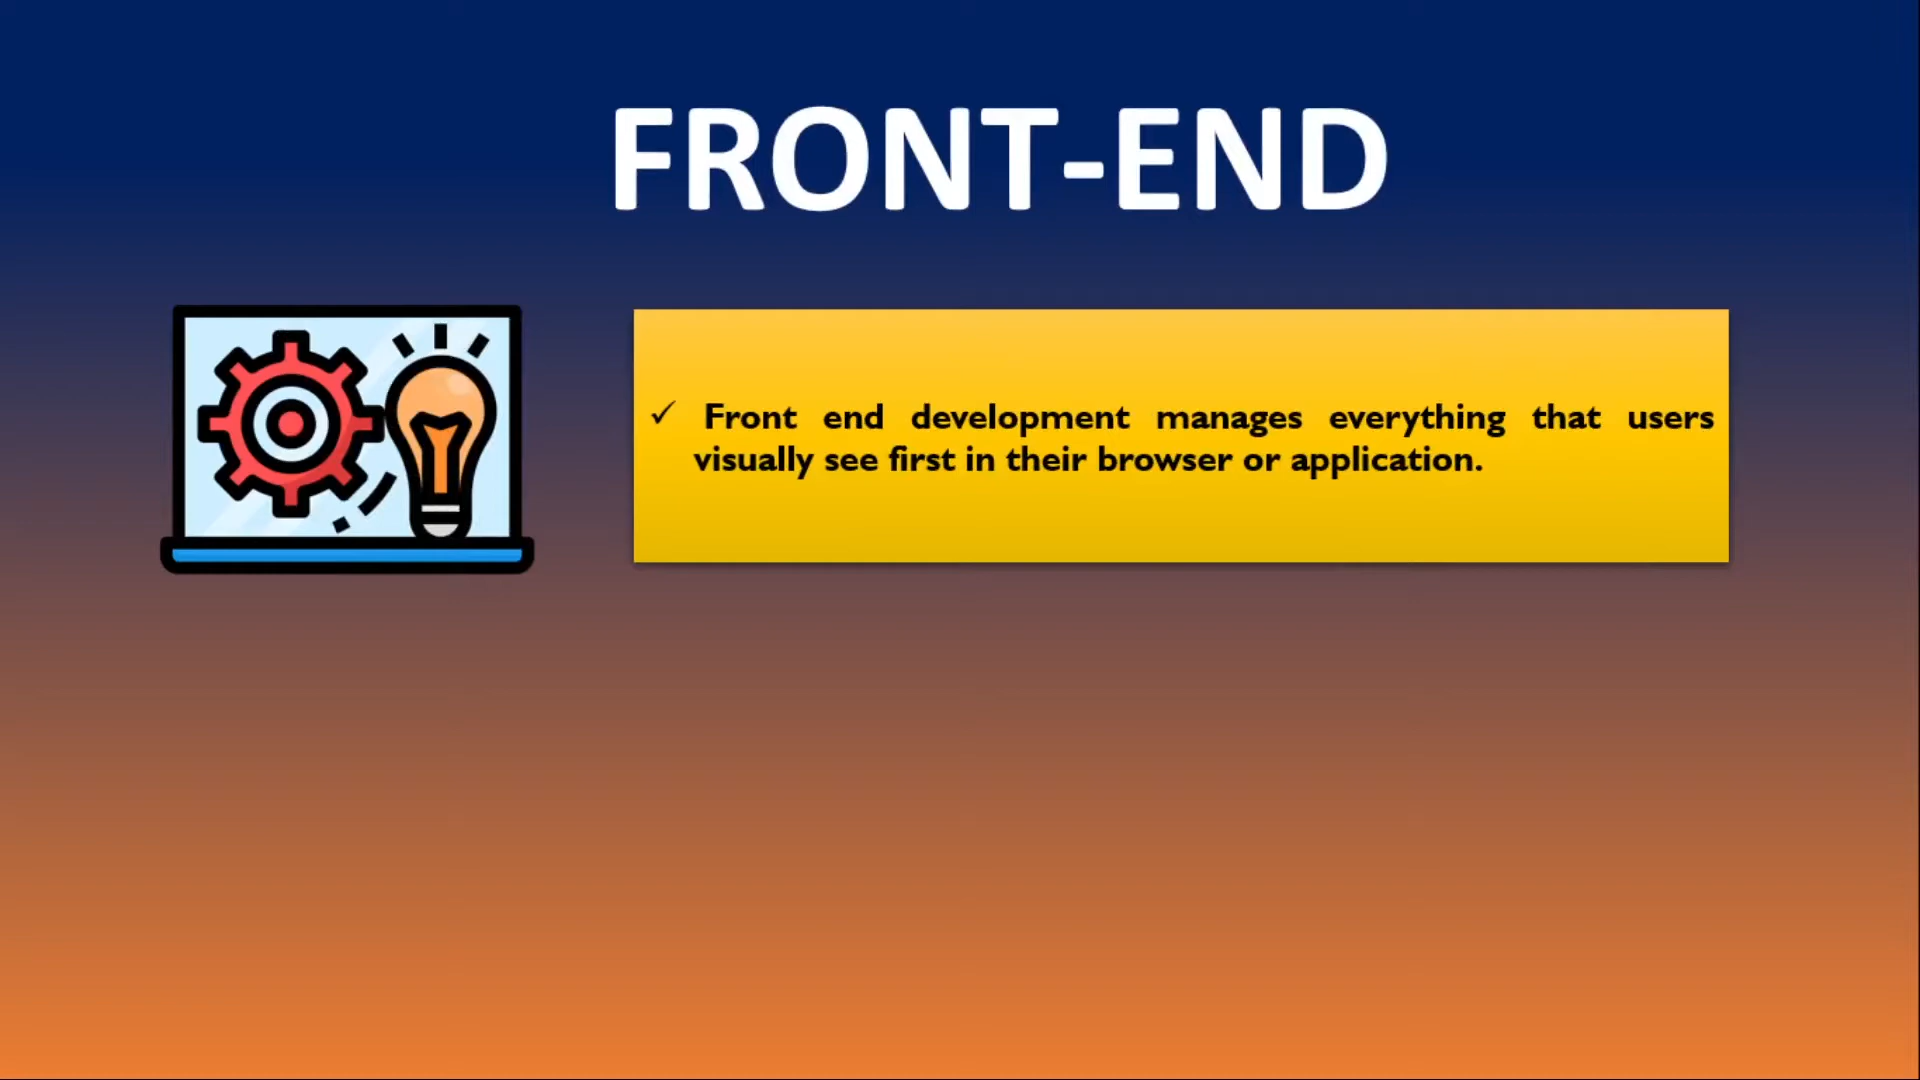 FRONT-END
✓ Front end development manages everything that users
visually see first in their browser or application.